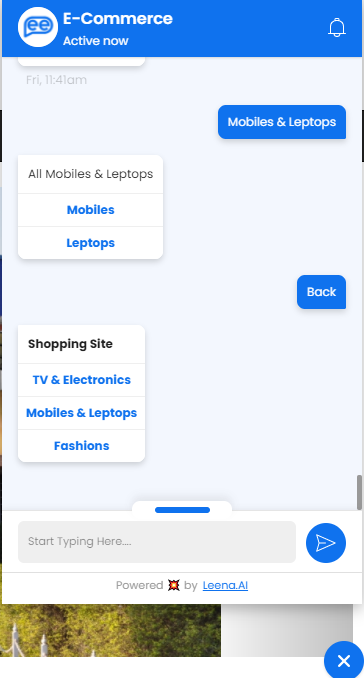 E-Commerce
Active now
Fri, 11:41am
Mobiles & Leptops
All Mobiles & Leptops
Mobiles
Leptops
Back
Shopping Site
TV & Electronics
Mobiles & Leptops
Fashions
Start Typing Here....
Powered 💥 by Leena.AI